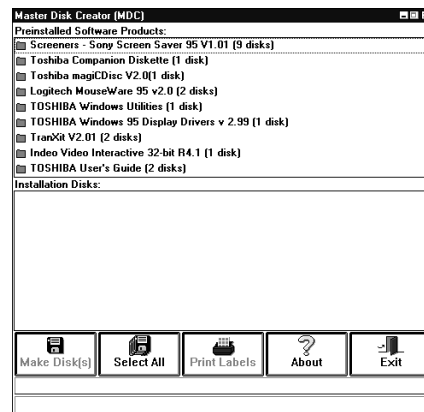 Master Disk Creator (MDC)
Preinstalled Software Products:
Screeners - Sony Screen Saver 95 V1.01 (9 disks)
Toshiba Companion Diskette (1 disk)
Toshiba magiCDisc V2.0(1 disk)
Logitech MouseWare 95 v2.0 (2 disks)
TOSHIBA Windows Utilities (1 disk)
TOSHIBA Windows 95 Display Drivers v 2.99 (1 disk)
TranXit V2.01 (2 disks)
Indeo Video Interactive 32-bit R4.1 (1 disk)
TOSHIBA User's Guide (2 disks)
Installation Disks:
Make Disk(s) Select All Print Labels About Exit